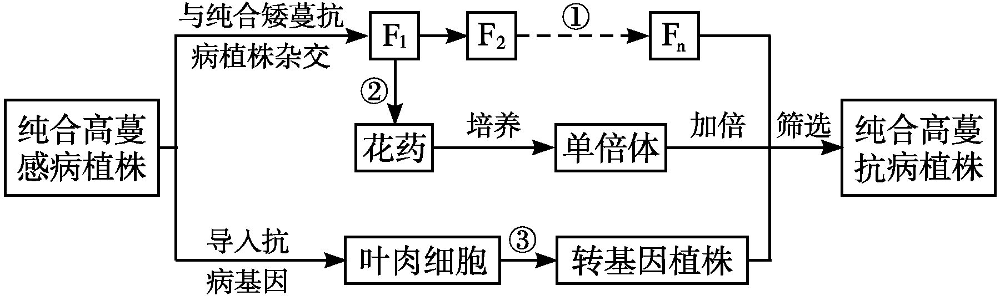 与纯合矮蔓抗
病植株杂交
F₁
F₂
①
Fₙ
②
纯合高蔓
感病植株
花药
培养
单倍体
加倍
筛选
纯合高蔓
抗病植株
导入抗
病基因
叶肉细胞
③
转基因植株